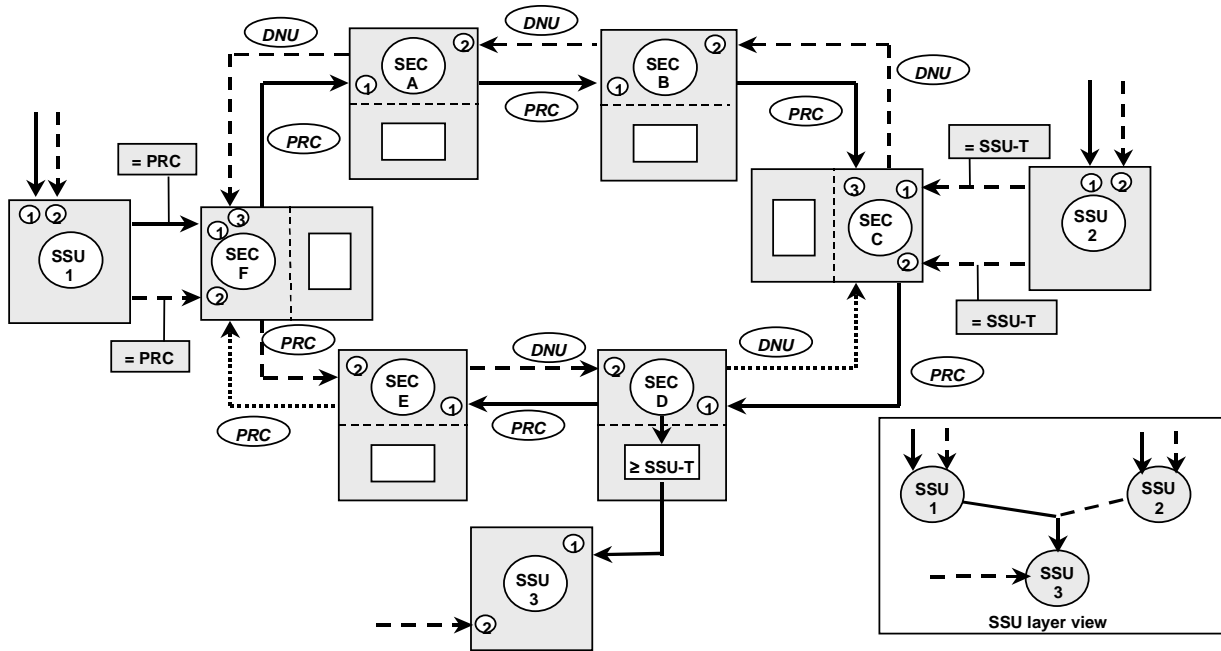 DNU
DNU
2
SEC
A
1
2
SEC
B
1
DNU
PRC
PRC
PRC
= PRC
= SSU-T
1 2
SSU
1
3
1
SEC
F
2
3 1
SEC
C
2
1 2
SSU
2
= PRC
= SSU-T
PRC
DNU
DNU
PRC
2
SEC
E
1
2
SEC
D
1
PRC
PRC
≥ SSU-T
1
SSU
3
2
SSU
1
SSU
2
SSU
3
SSU layer view